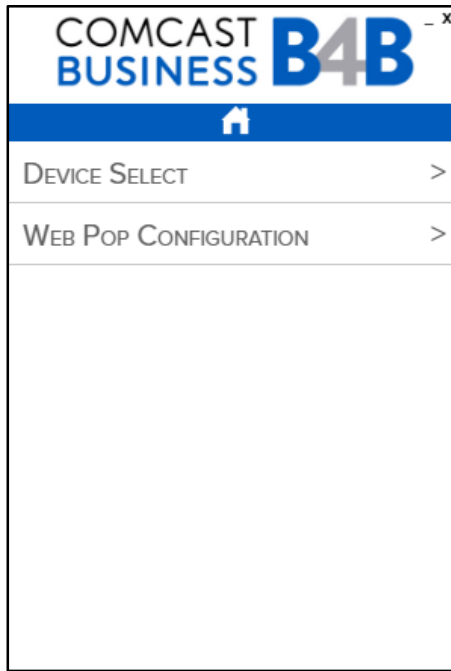 COMCAST
BUSINESS B4B
_ x
DEVICE SELECT >
WEB POP CONFIGURATION >